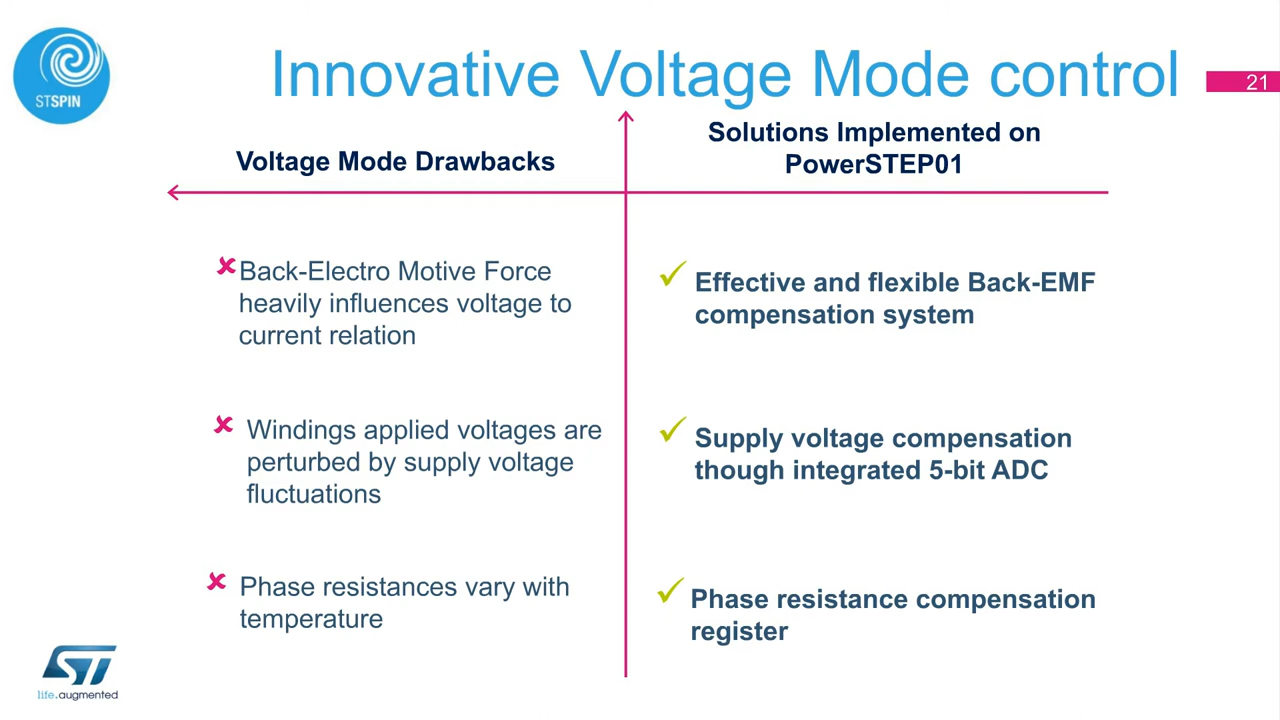 STSPIN
Innovative Voltage Mode control
21
Voltage Mode Drawbacks
Solutions Implemented on
PowerSTEP01
Back-Electro Motive Force
heavily influences voltage to
current relation
Effective and flexible Back-EMF
compensation system
Windings applied voltages are
perturbed by supply voltage
fluctuations
Supply voltage compensation
though integrated 5-bit ADC
Phase resistances vary with
temperature
Phase resistance compensation
register
ST
life.augmented